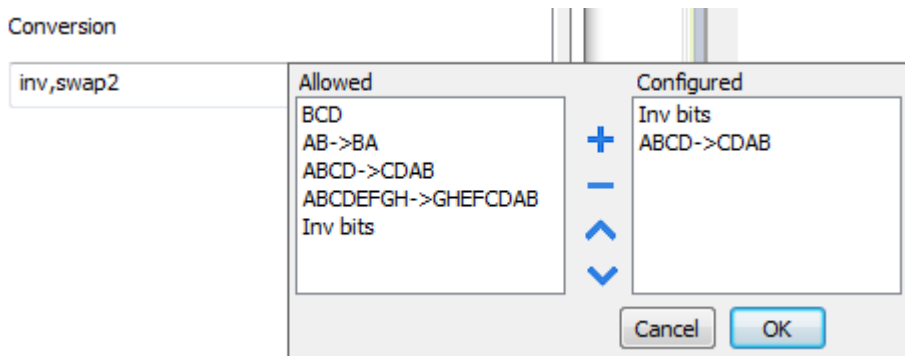 Conversion
inv,swap2
Allowed
BCD
AB->BA
ABCD->CDAB
ABCDEFGH->GHEFCDAB
Inv bits
Configured
Inv bits
ABCD->CDAB
Cancel
OK